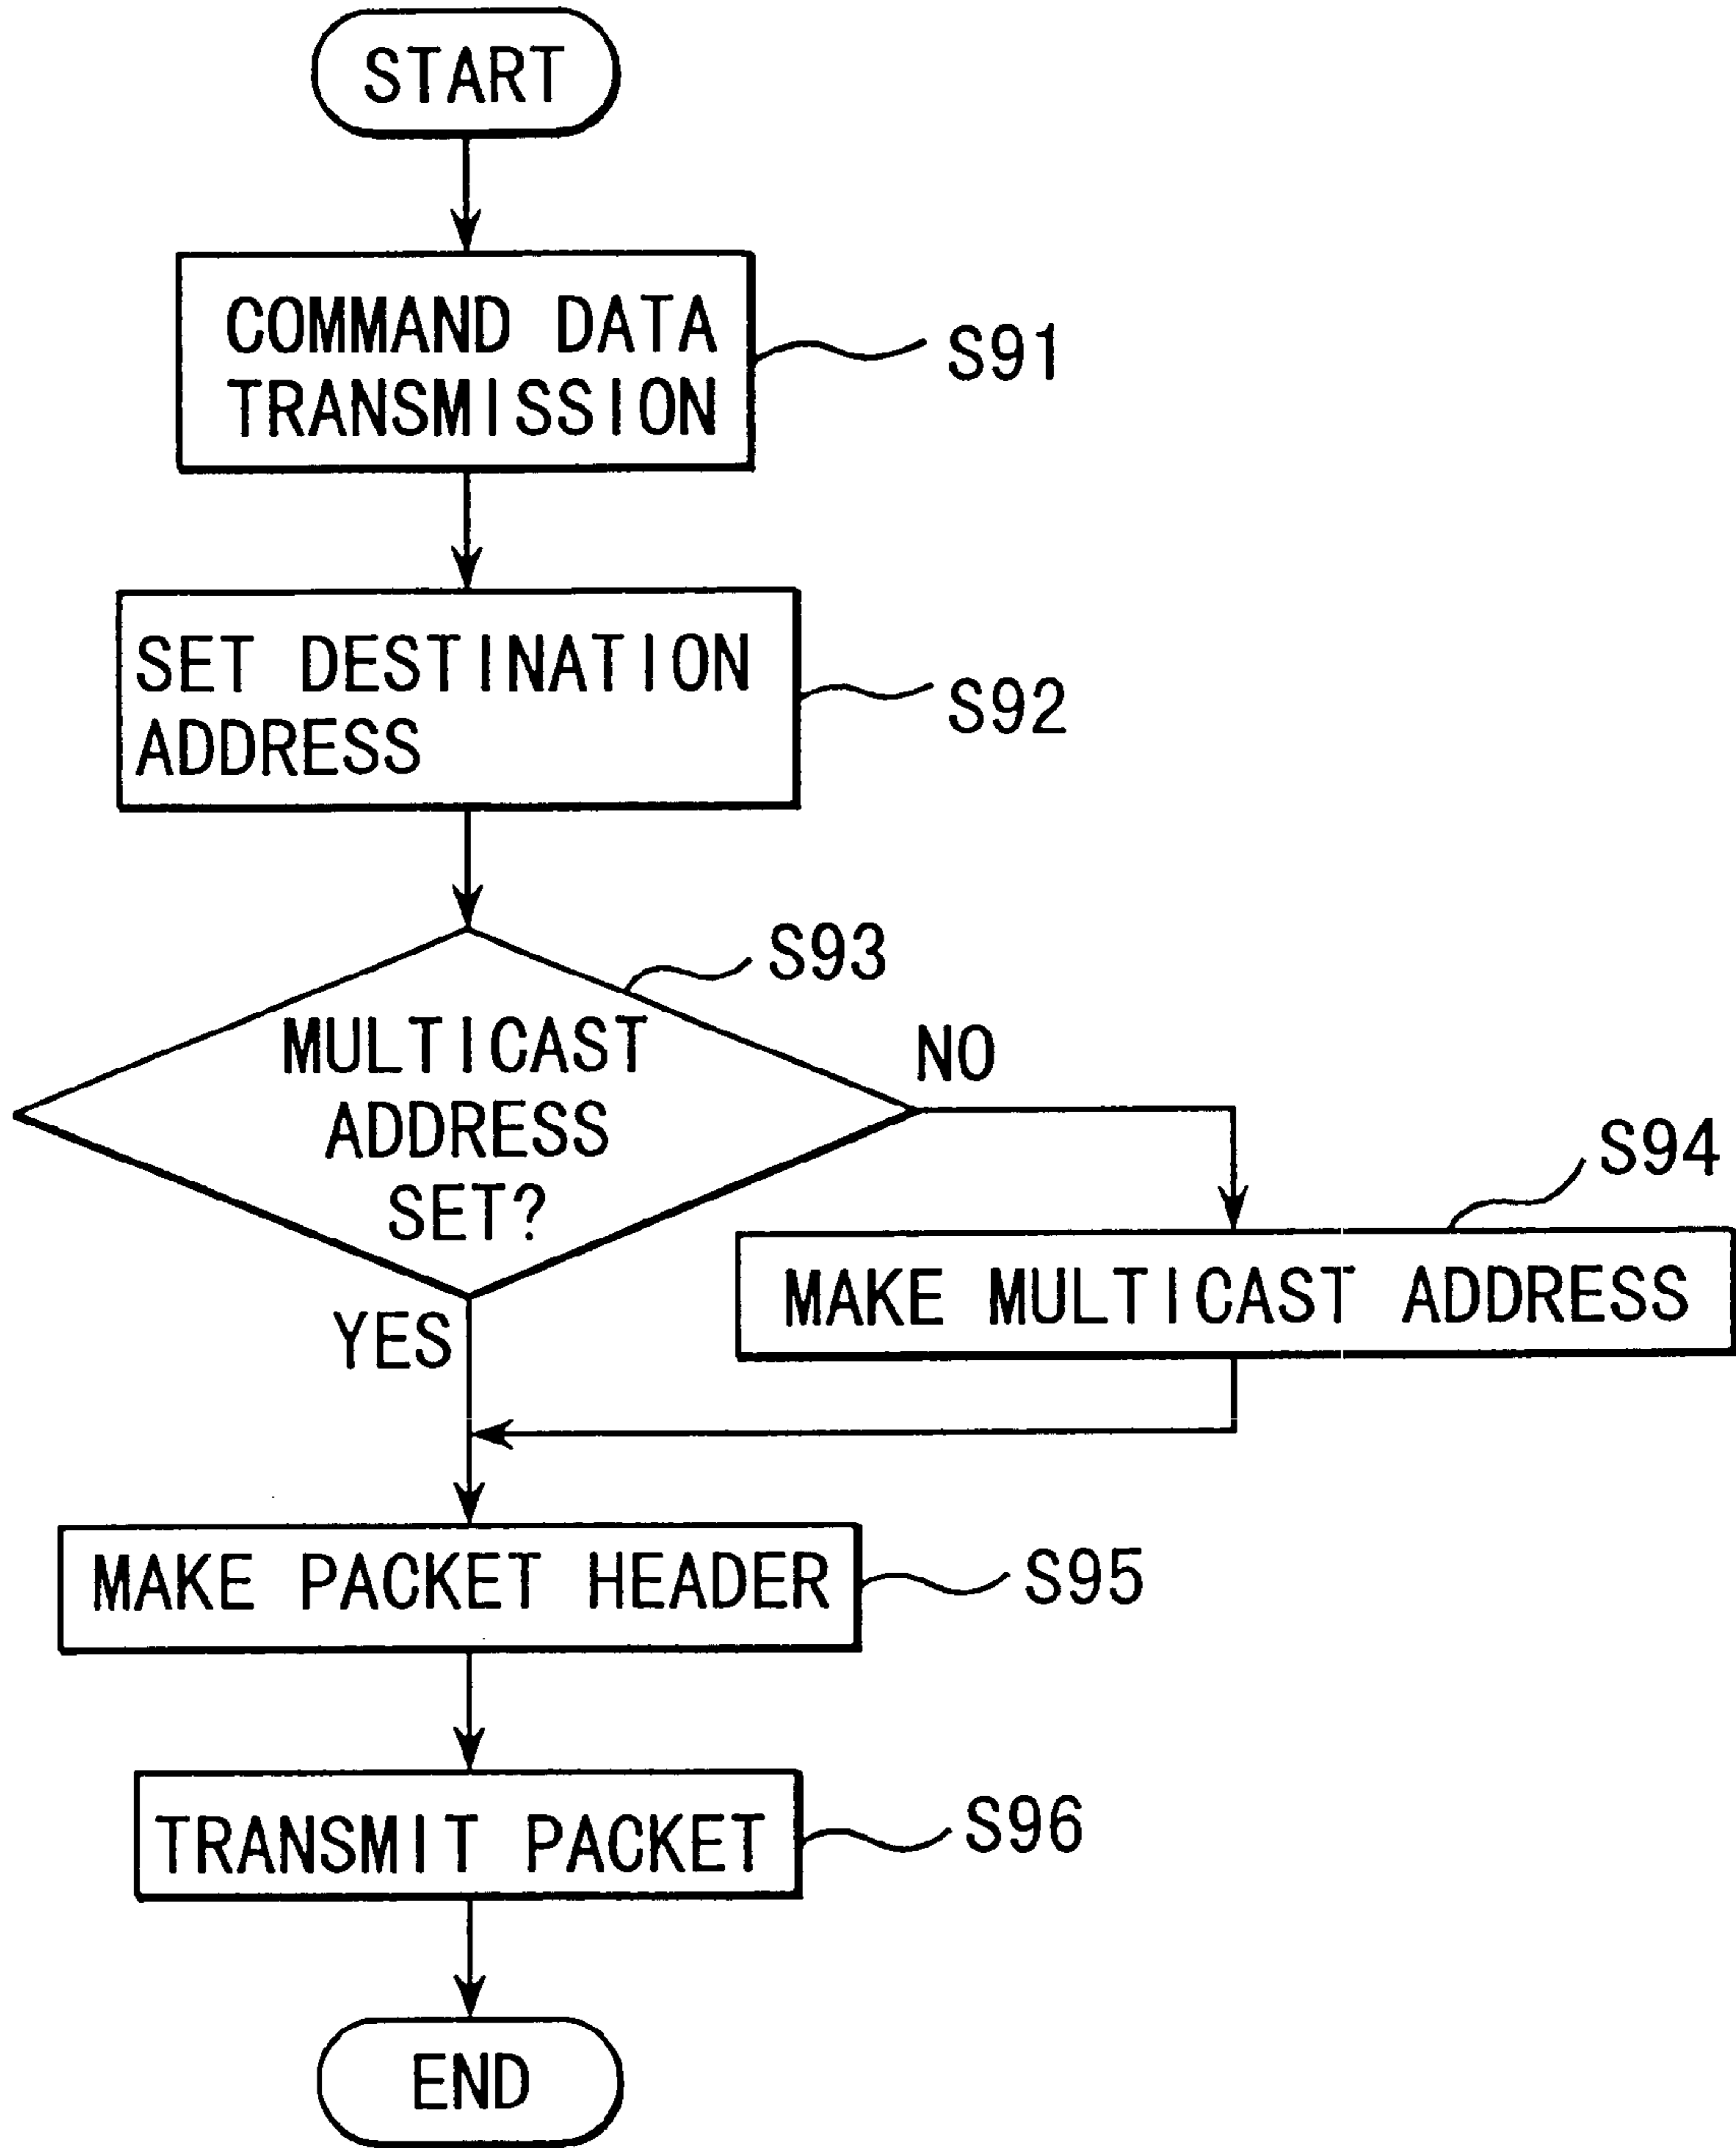 START
COMMAND DATA
TRANSMISSION
S91
SET DESTINATION
ADDRESS
S92
S93
MULTICAST
ADDRESS
SET?
NO
YES
S94
MAKE MULTICAST ADDRESS
MAKE PACKET HEADER
S95
TRANSMIT PACKET
S96
END